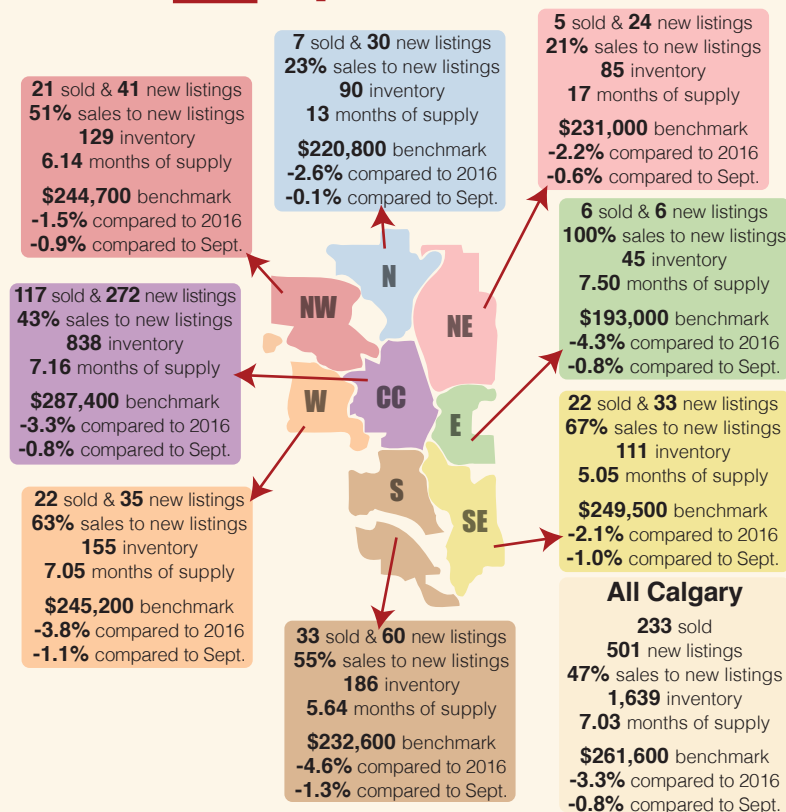 7 sold & 30 new listings
23% sales to new listings
90 inventory
13 months of supply
$220,800 benchmark
-2.6% compared to 2016
-0.1% compared to Sept.
5 sold & 24 new listings
21% sales to new listings
85 inventory
17 months of supply
$231,000 benchmark
-2.2% compared to 2016
-0.6% compared to Sept.
21 sold & 41 new listings
51% sales to new listings
129 inventory
6.14 months of supply
$244,700 benchmark
-1.5% compared to 2016
-0.9% compared to Sept.
6 sold & 6 new listings
100% sales to new listings
45 inventory
7.50 months of supply
$193,000 benchmark
-4.3% compared to 2016
-0.8% compared to Sept.
N
NW
NE
W
CC
E
S
SE
117 sold & 272 new listings
43% sales to new listings
838 inventory
7.16 months of supply
$287,400 benchmark
-3.3% compared to 2016
-0.8% compared to Sept.
22 sold & 33 new listings
67% sales to new listings
111 inventory
5.05 months of supply
$249,500 benchmark
-2.1% compared to 2016
-1.0% compared to Sept.
22 sold & 35 new listings
63% sales to new listings
155 inventory
7.05 months of supply
$245,200 benchmark
-3.8% compared to 2016
-1.1% compared to Sept.
33 sold & 60 new listings
55% sales to new listings
186 inventory
5.64 months of supply
$232,600 benchmark
-4.6% compared to 2016
-1.3% compared to Sept.
All Calgary
233 sold
501 new listings
47% sales to new listings
1,639 inventory
7.03 months of supply
$261,600 benchmark
-3.3% compared to 2016
-0.8% compared to Sept.